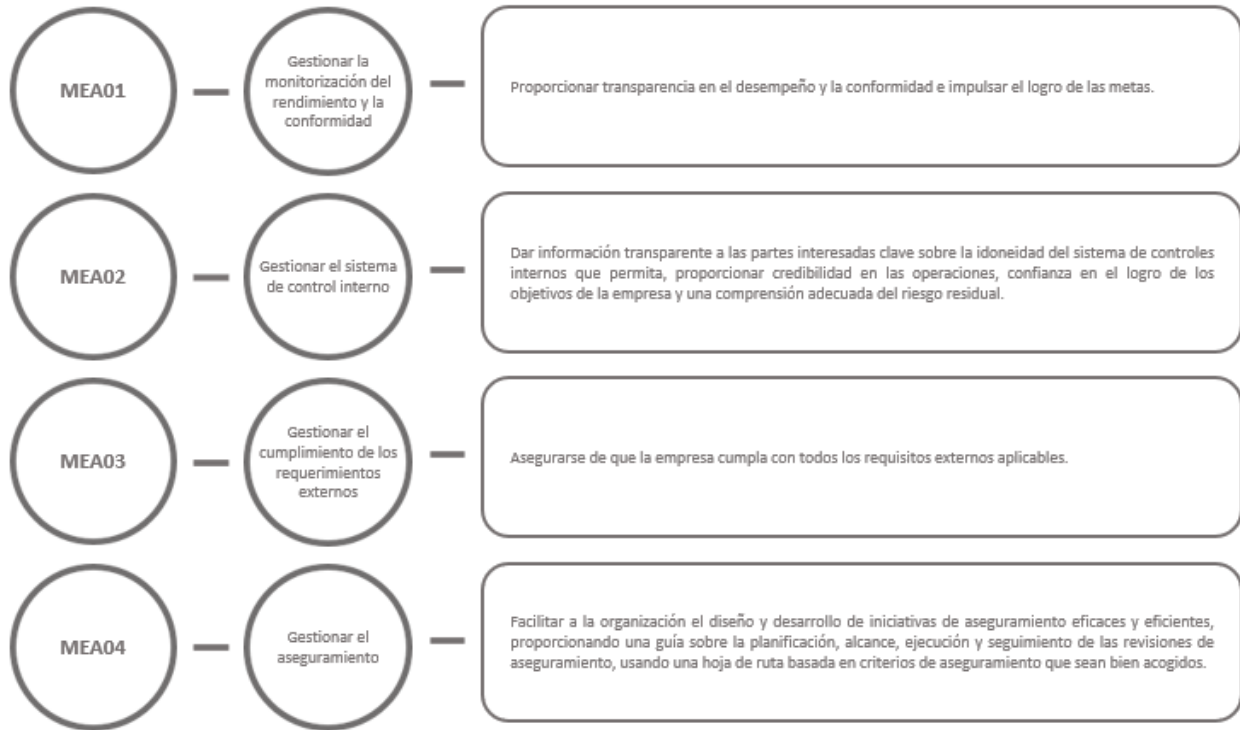 MEA01
Gestionar la
monitorización del
rendimiento y la
conformidad
Proporcionar transparencia en el desempeño y la conformidad e impulsar el logro de las metas.
MEA02
Gestionar el sistema
de control interno
Dar información transparente a las partes interesadas clave sobre la idoneidad del sistema de controles
internos que permita, proporcionar credibilidad en las operaciones, confianza en el logro de los
objetivos de la empresa y una comprensión adecuada del riesgo residual.
MEA03
Gestionar el
cumplimiento de los
requerimientos
externos
Asegurarse de que la empresa cumpla con todos los requisitos externos aplicables.
MEA04
Gestionar el
aseguramiento
Facilitar a la organización el diseño y desarrollo de iniciativas de aseguramiento eficaces y eficientes,
proporcionando una guía sobre la planificación, alcance, ejecución y seguimiento de las revisiones de
aseguramiento, usando una hoja de ruta basada en criterios de aseguramiento que sean bien acogidos.